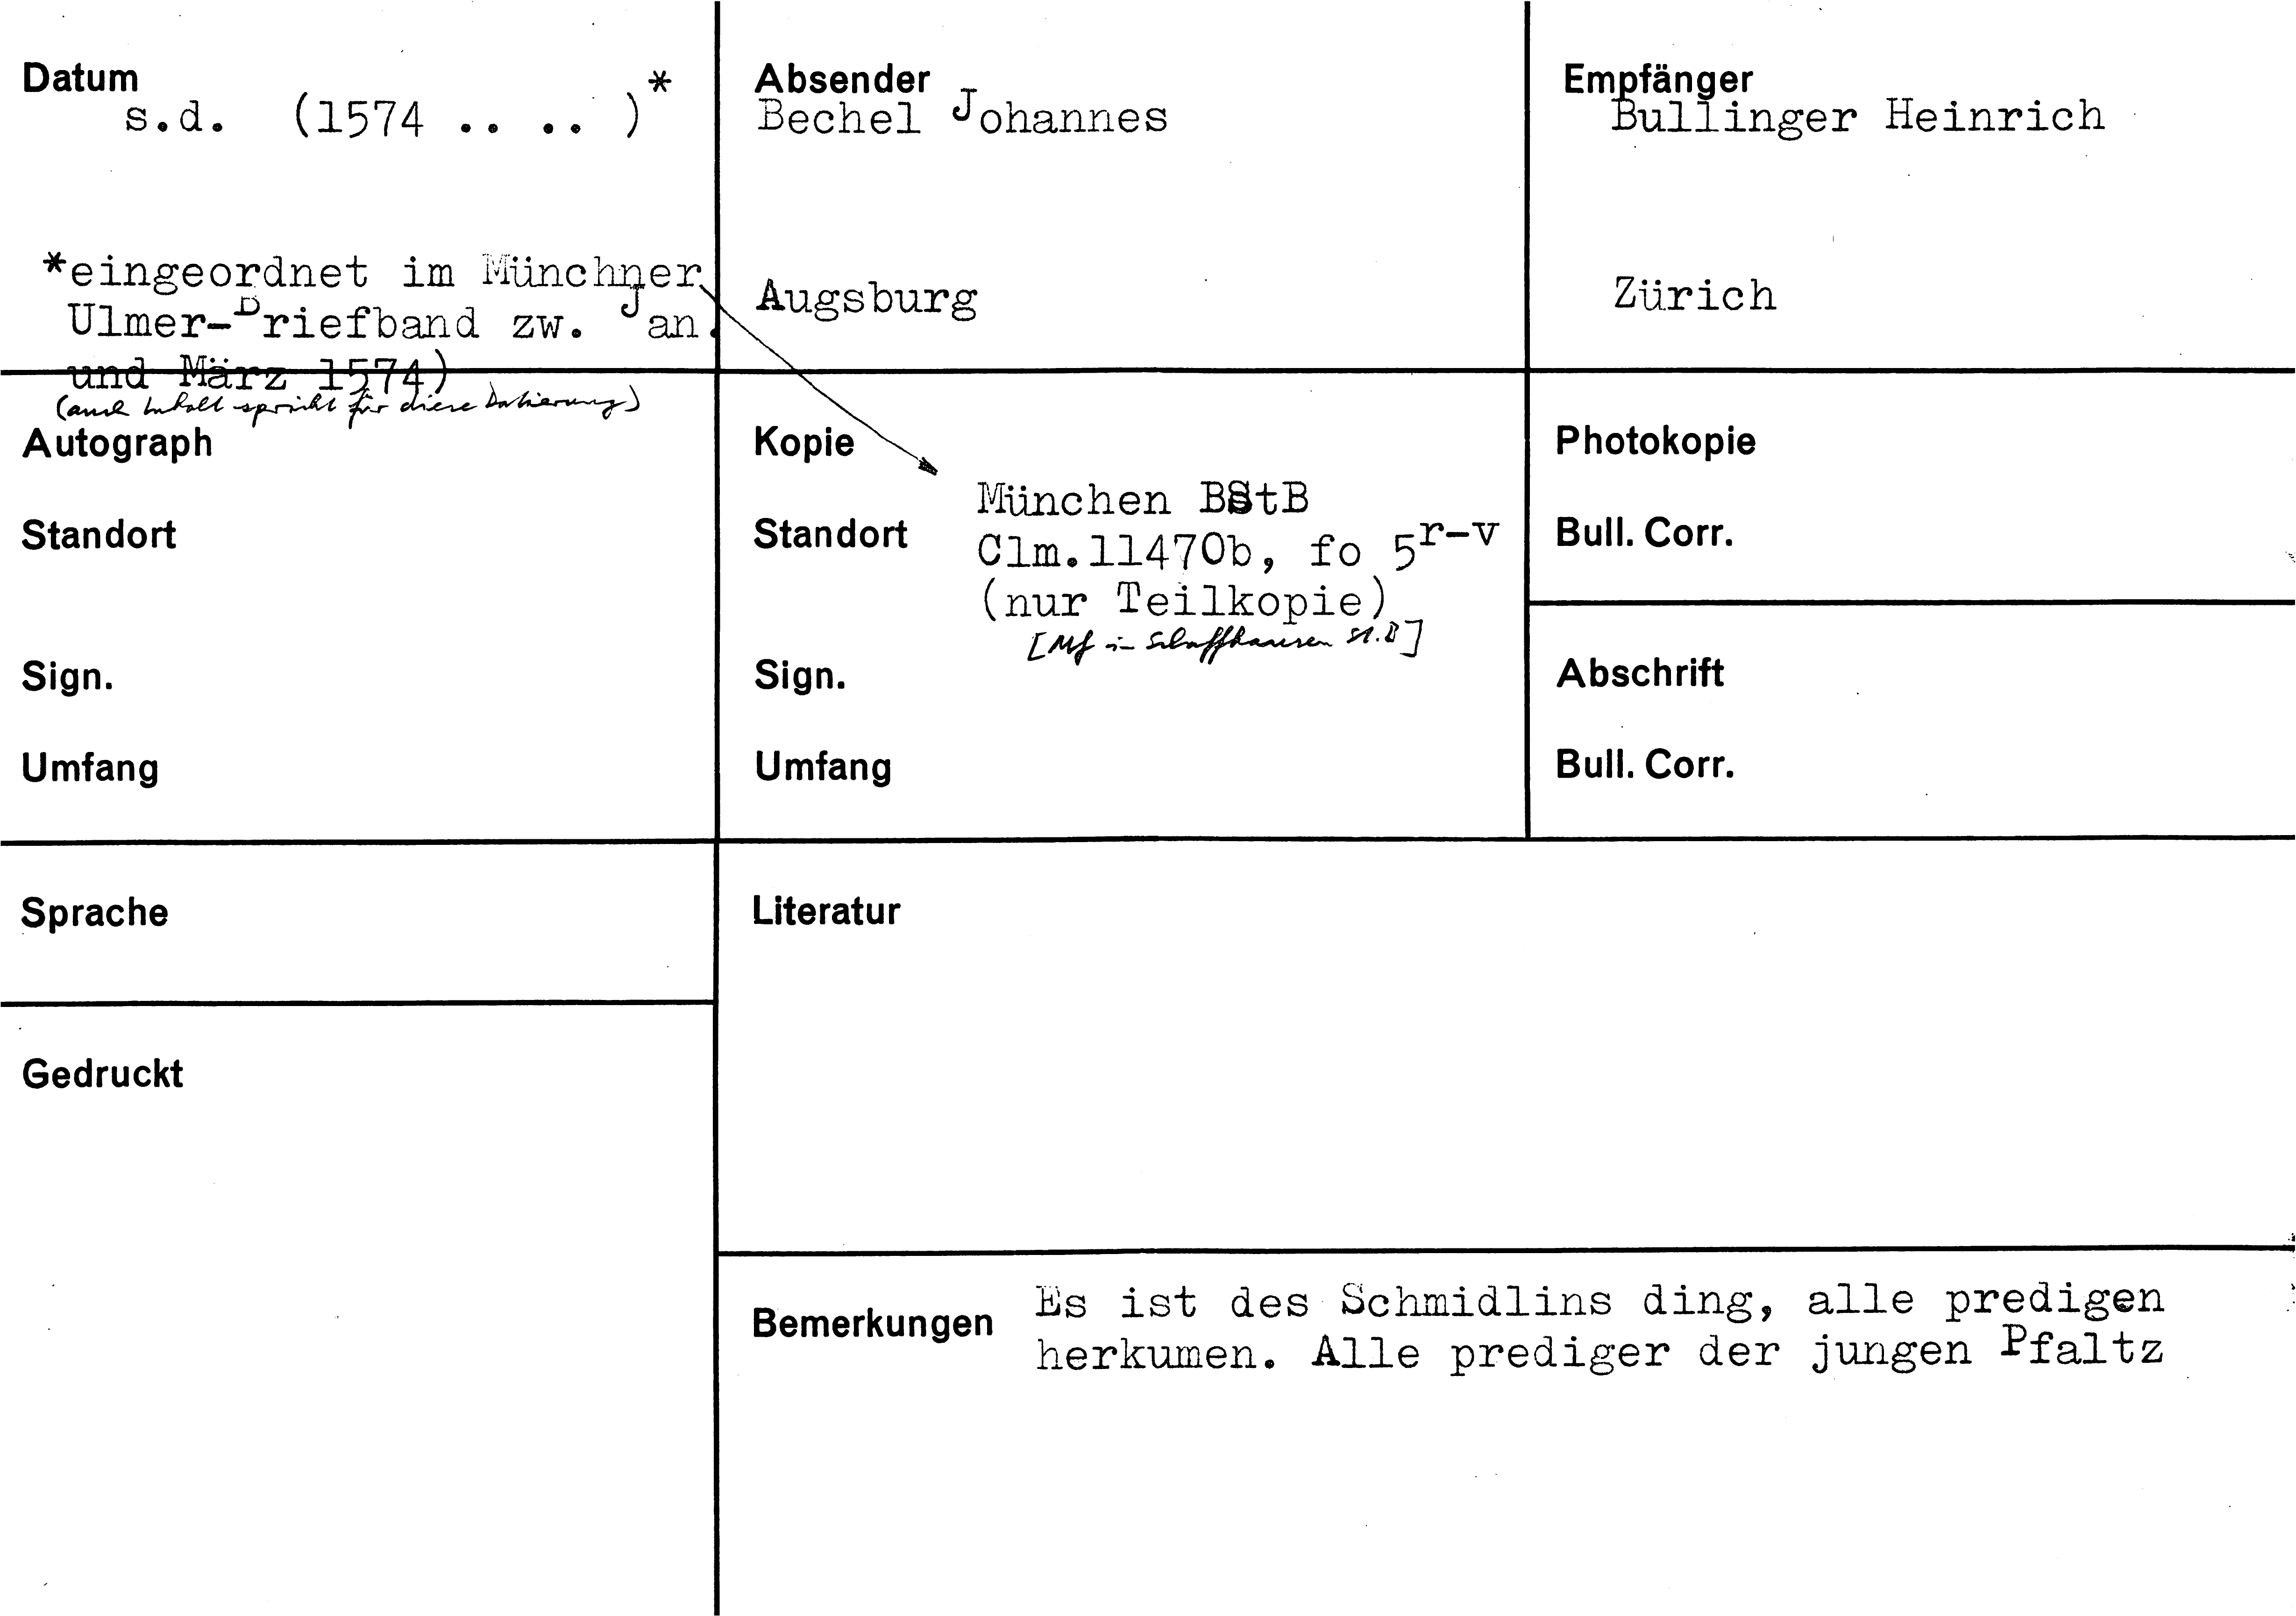 Datum
s.d. (1574 .. .. )*
*eingeordnet im Münchner
Ulmer-Briefband zw. Jan.
und März 1574)
(auch Inhalt spricht für diese Datierung)
Absender
Bechel Johannes
Augsburg
Empfänger
Bullinger Heinrich
Zürich
Autograph
Standort
Sign.
Umfang
Kopie
München BStB
Standort
Clm.11470b, fo 5r-v
(nur Teilkopie)
[Mf in Schaffhausen St.B]
Sign.
Umfang
Photokopie
Bull. Corr.
Abschrift
Bull. Corr.
Sprache
Gedruckt
Literatur
Bemerkungen
Es ist des Schmidlins ding, alle predigen
herkumen. Alle prediger der jungen Pfaltz